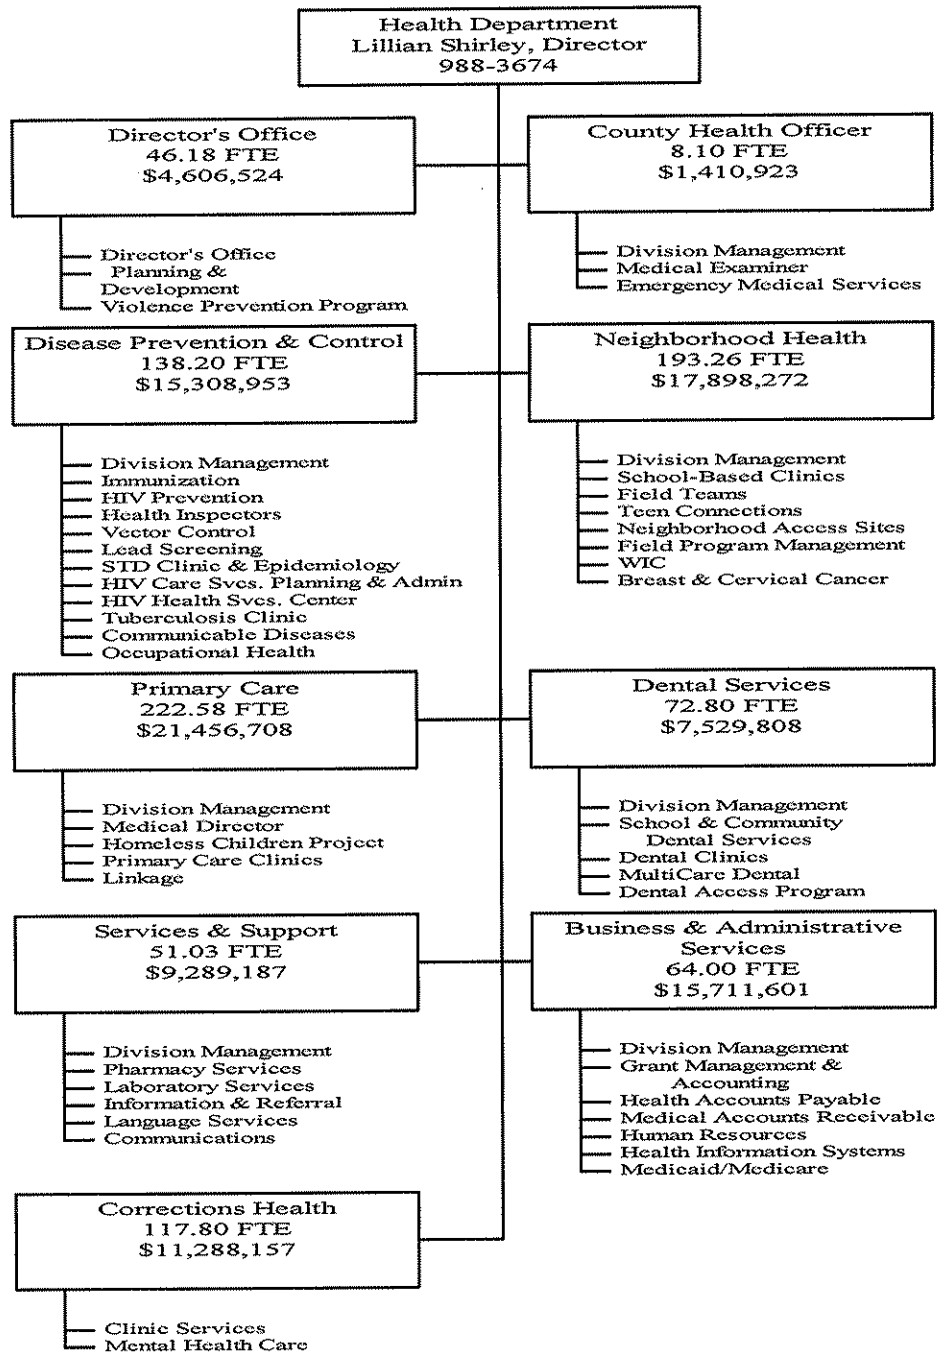 Health Department
Lillian Shirley, Director
988-3674
Director's Office
46.18 FTE
$4,606,524
Director's Office
Planning &
Development
Violence Prevention Program
County Health Officer
8.10 FTE
$1,410,923
Division Management
Medical Examiner
Emergency Medical Services
Disease Prevention & Control
138.20 FTE
$15,308,953
Division Management
Immunization
HIV Prevention
Health Inspectors
Vector Control
Lead Screening
STD Clinic & Epidemiology
HIV Care Svcs. Planning & Admin
HIV Health Svcs. Center
Tuberculosis Clinic
Communicable Diseases
Occupational Health
Neighborhood Health
193.26 FTE
$17,898,272
Division Management
School-Based Clinics
Field Teams
Teen Connections
Neighborhood Access Sites
Field Program Management
WIC
Breast & Cervical Cancer
Primary Care
222.58 FTE
$21,456,708
Division Management
Medical Director
Homeless Children Project
Primary Care Clinics
Linkage
Dental Services
72.80 FTE
$7,529,808
Division Management
School & Community
Dental Services
Dental Clinics
MultiCare Dental
Dental Access Program
Services & Support
51.03 FTE
$9,289,187
Division Management
Pharmacy Services
Laboratory Services
Information & Referral
Language Services
Communications
Business & Administrative
Services
64.00 FTE
$15,711,601
Division Management
Grant Management &
Accounting
Health Accounts Payable
Medical Accounts Receivable
Human Resources
Health Information Systems
Medicaid/Medicare
Corrections Health
117.80 FTE
$11,288,157
Clinic Services
Mental Health Care